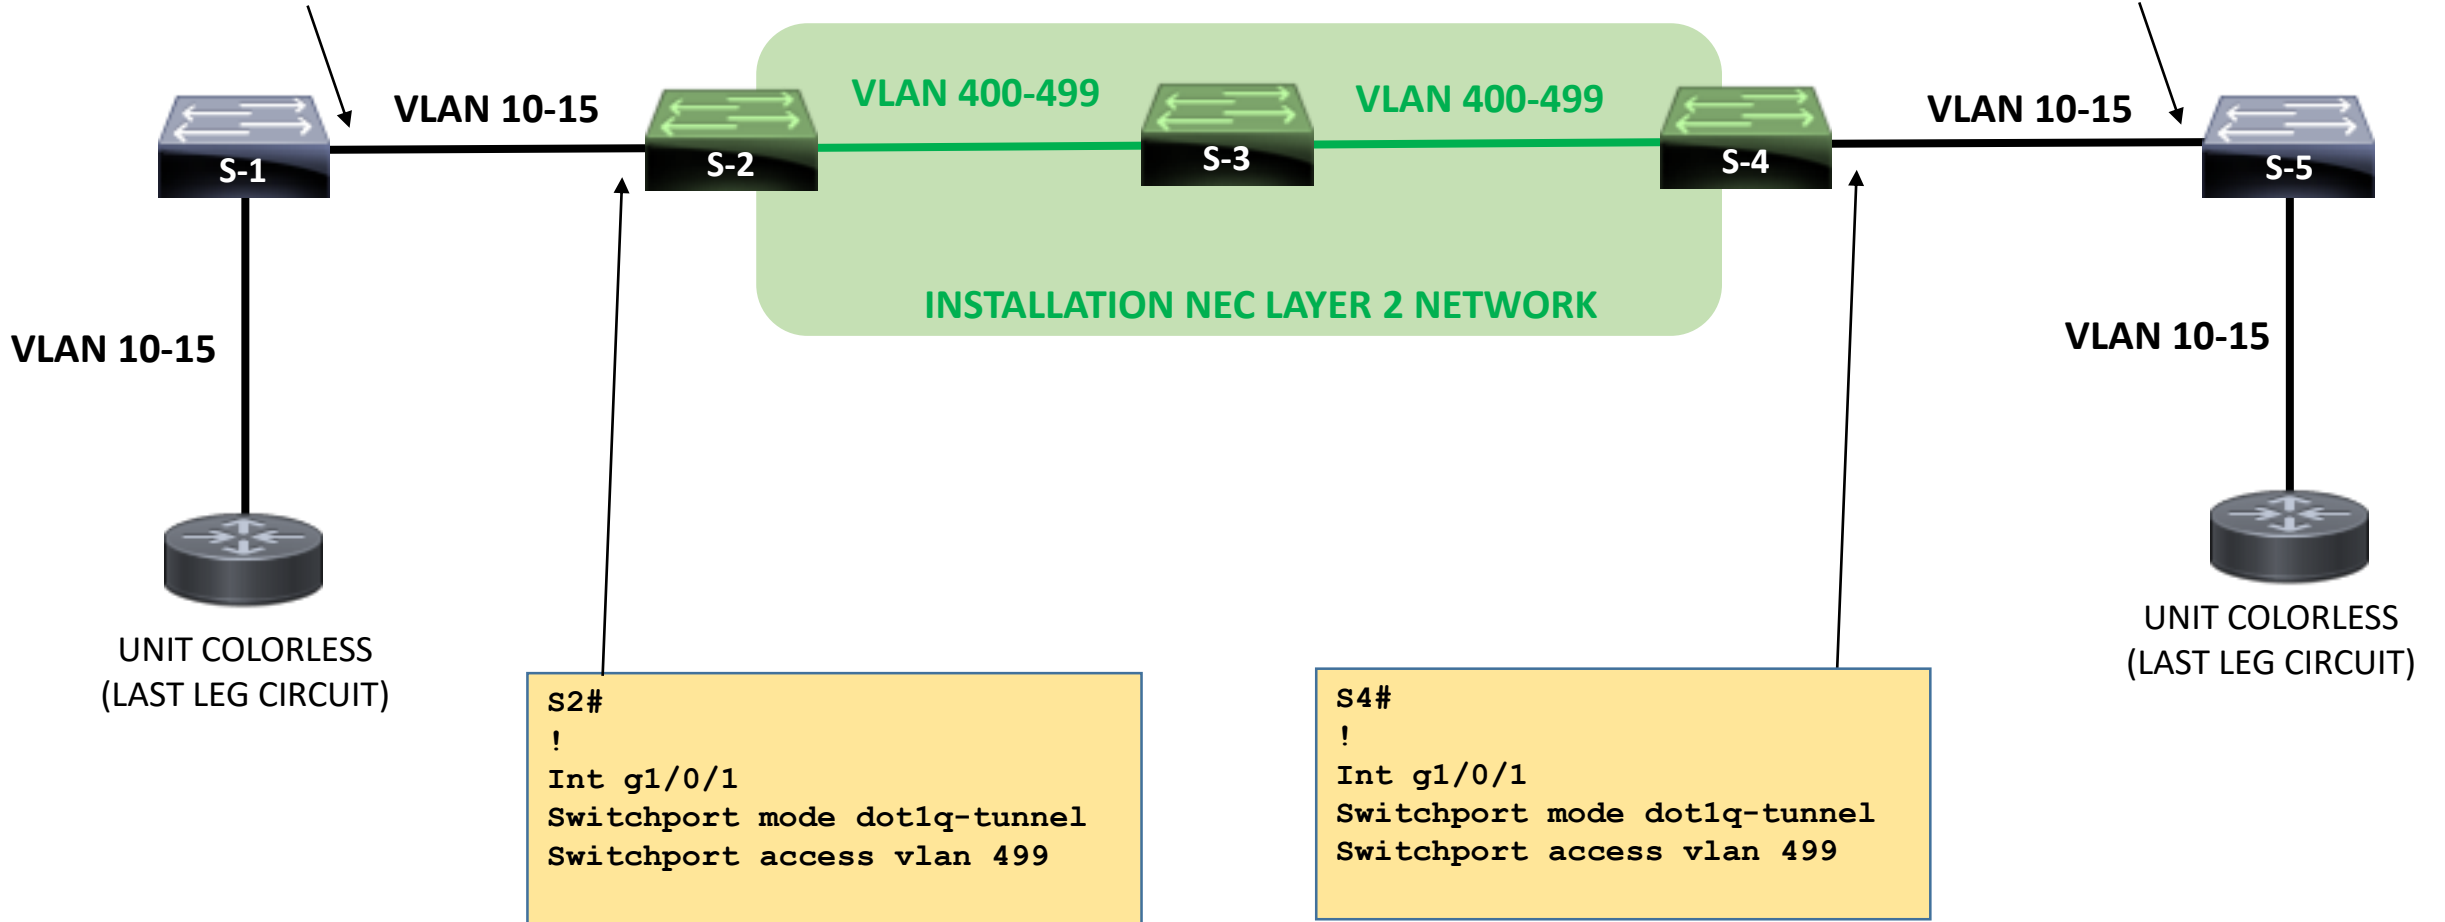 VLAN 400-499
VLAN 400-499
VLAN 10-15
VLAN 10-15
S-1
S-2
S-3
S-4
S-5
INSTALLATION NEC LAYER 2 NETWORK
VLAN 10-15
VLAN 10-15
UNIT COLORLESS
(LAST LEG CIRCUIT)
UNIT COLORLESS
(LAST LEG CIRCUIT)
S2#
!
Int g1/0/1
Switchport mode dot1q-tunnel
Switchport access vlan 499
S4#
!
Int g1/0/1
Switchport mode dot1q-tunnel
Switchport access vlan 499